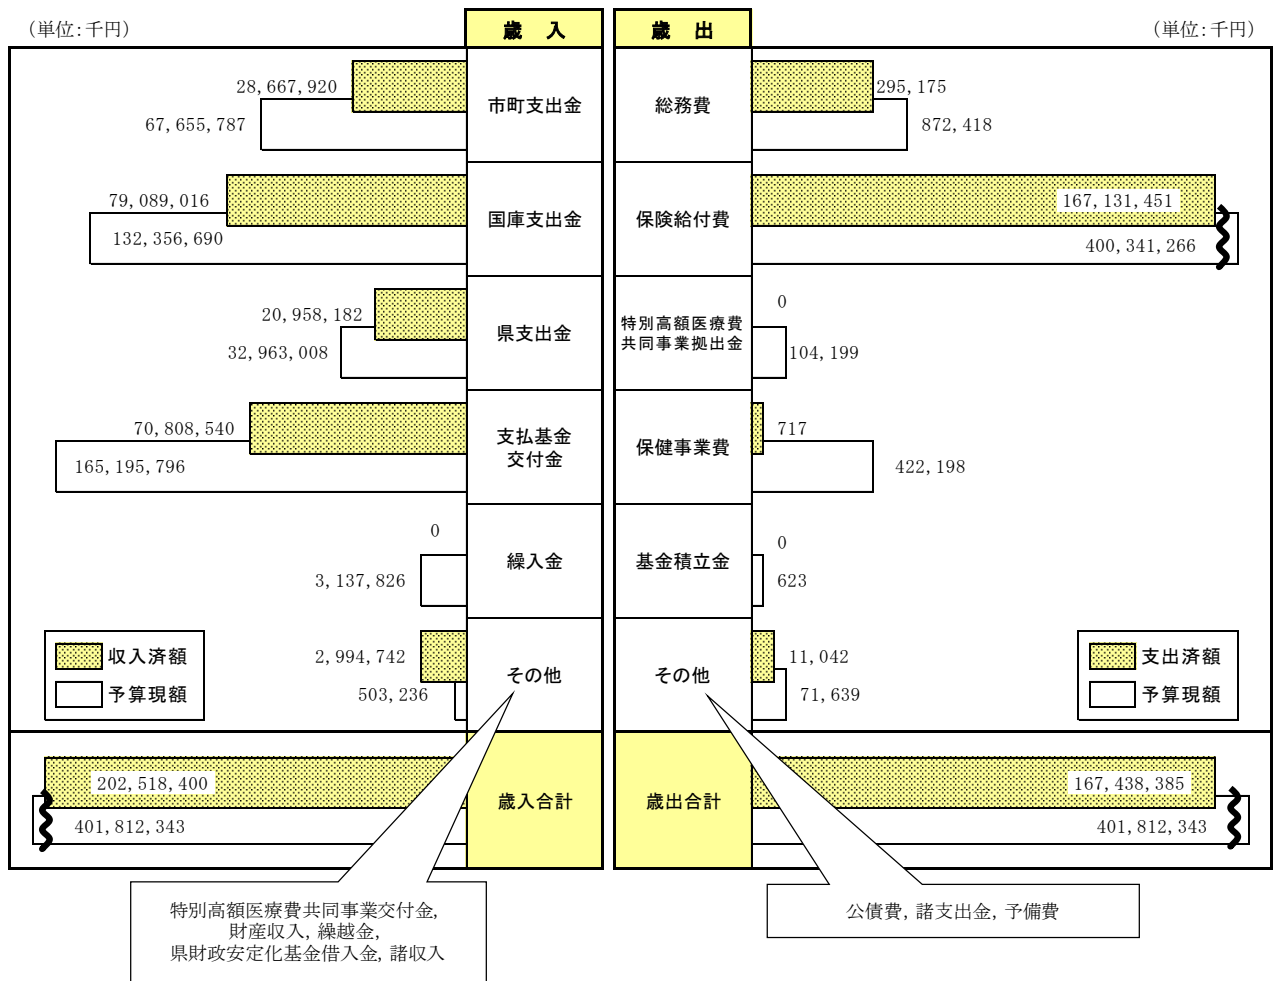 （単位：千円）
歳　入
歳　出
（単位：千円）
28,667,920
67,655,787
市町支出金
総務費
295,175
872,418
79,089,016
132,356,690
国庫支出金
保険給付費
167,131,451
400,341,266
20,958,182
32,963,008
県支出金
特別高額医療費
共同事業拠出金
0
104,199
70,808,540
165,195,796
支払基金
交付金
保健事業費
717
422,198
0
3,137,826
繰入金
基金積立金
0
623
収入済額
予算現額
2,994,742
503,236
その他
その他
11,042
71,639
支出済額
予算現額
202,518,400
401,812,343
歳入合計
歳出合計
167,438,385
401,812,343
特別高額医療費共同事業交付金,
財産収入, 繰越金,
県財政安定化基金借入金, 諸収入
公債費, 諸支出金, 予備費